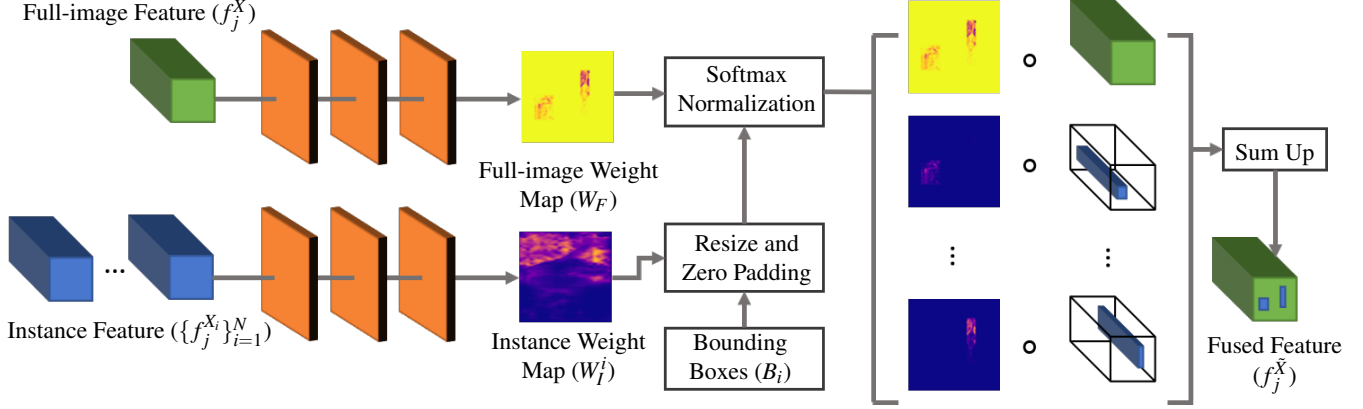 Full-image Feature (f_j^X)
Softmax
Normalization
Full-image Weight
Map (W_F)
Sum Up
Resize and
Zero Padding
...
Instance Feature ({f_j^{X_i}}_{i=1}^N)
Instance Weight
Map (W_I^i)
Bounding
Boxes (B_i)
Fused Feature
(f_j^{X̃})